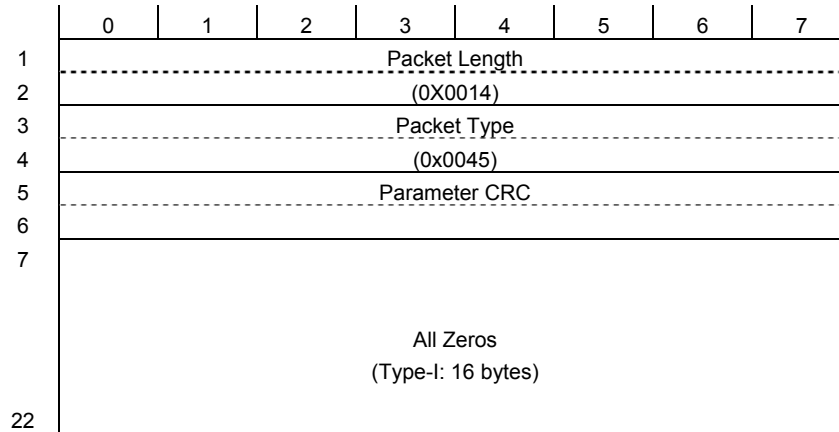 0 1 2 3 4 5 6 7
1 Packet Length
2 (0X0014)
3 Packet Type
4 (0x0045)
5 Parameter CRC
6
7
All Zeros
(Type-I: 16 bytes)
22